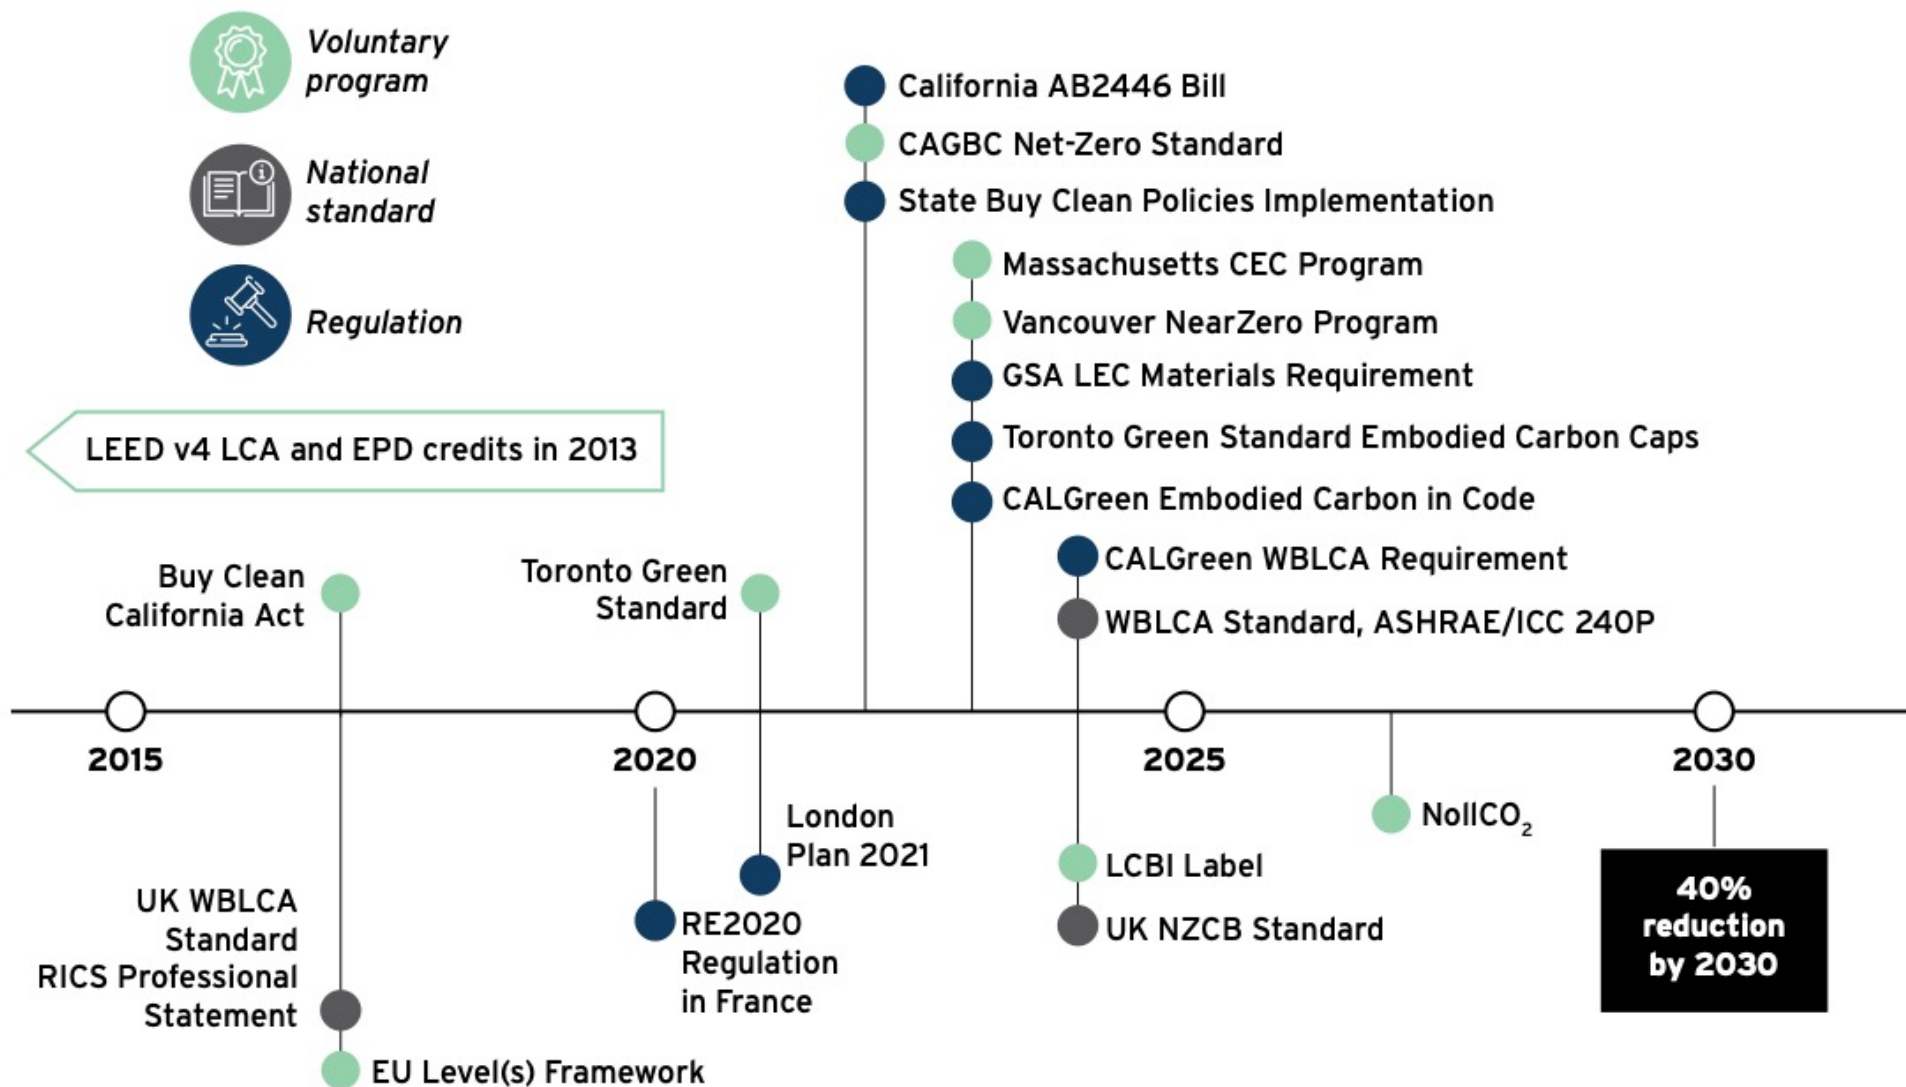 Voluntary
program
National
standard
Regulation
California AB2446 Bill
CAGBC Net-Zero Standard
State Buy Clean Policies Implementation
Massachusetts CEC Program
Vancouver NearZero Program
GSA LEC Materials Requirement
Toronto Green Standard Embodied Carbon Caps
CALGreen Embodied Carbon in Code
CALGreen WBLCA Requirement
WBLCA Standard, ASHRAE/ICC 240P
LEED v4 LCA and EPD credits in 2013
Buy Clean
California Act
Toronto Green
Standard
2015
2020
2025
2030
UK WBLCA
Standard
RICS Professional
Statement
EU Level(s) Framework
RE2020
Regulation
in France
London
Plan 2021
LCBI Label
UK NZCB Standard
NollCO₂
40%
reduction
by 2030